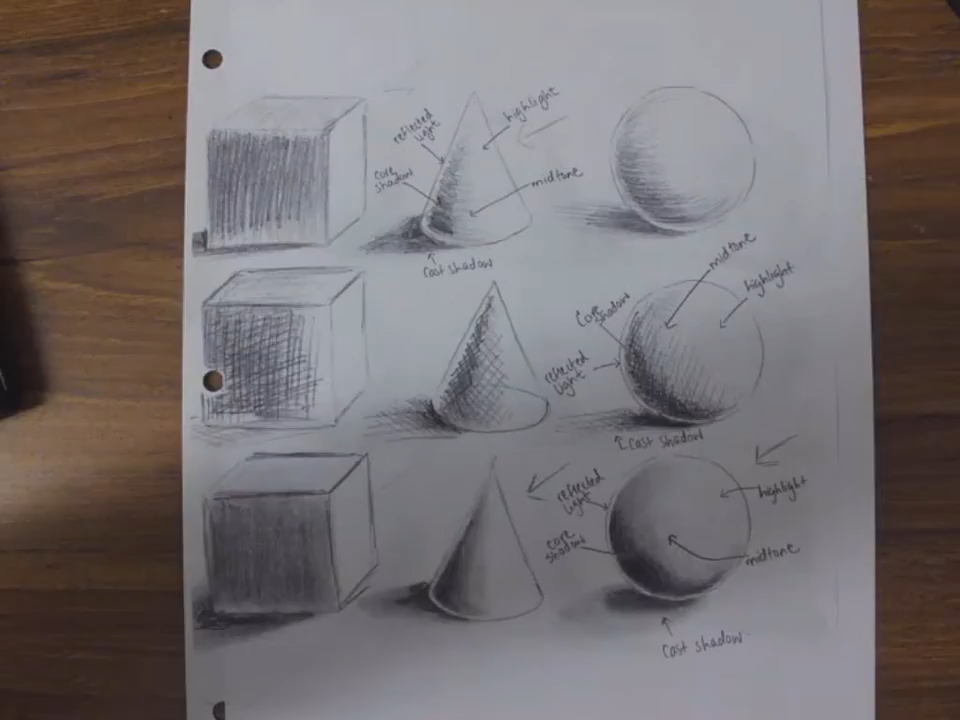 reflected
light
highlight
core
shadow
midtone
cast shadow
midtone
highlight
core
shadow
reflected
light
cast shadow
reflected
light
highlight
core
shadow
midtone
cast shadow